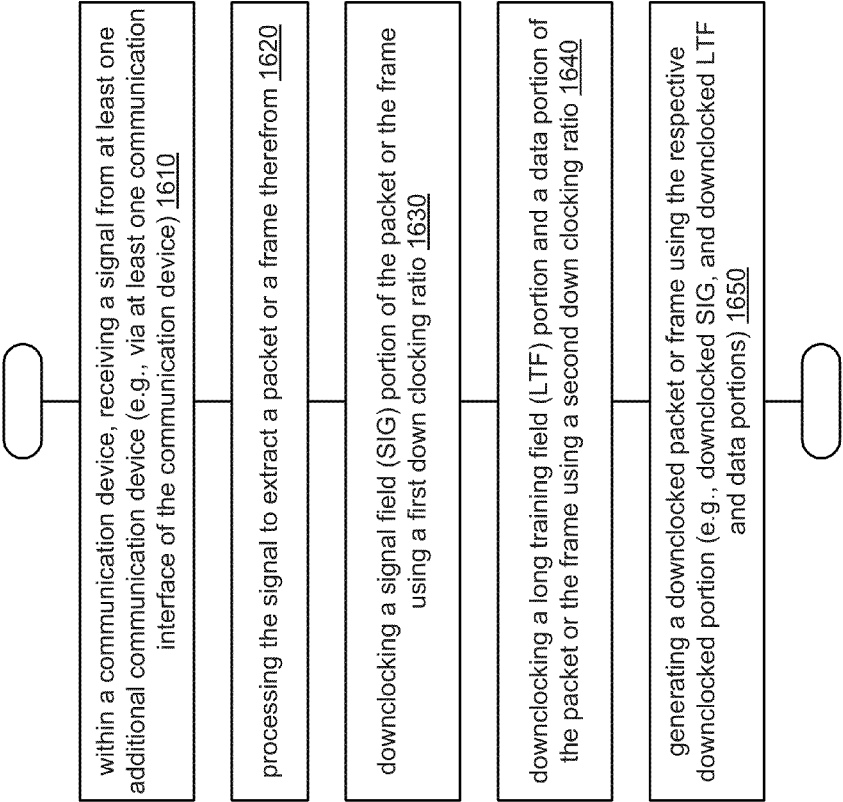 within a communication device, receiving a signal from at least one
additional communication device (e.g., via at least one communication
interface of the communication device) 1610
processing the signal to extract a packet or a frame therefrom 1620
downclocking a signal field (SIG) portion of the packet or the frame
using a first down clocking ratio 1630
downclocking a long training field (LTF) portion and a data portion of
the packet or the frame using a second down clocking ratio 1640
generating a downclocked packet or frame using the respective
downclocked portion (e.g., downclocked SIG, and downclocked LTF
and data portions) 1650